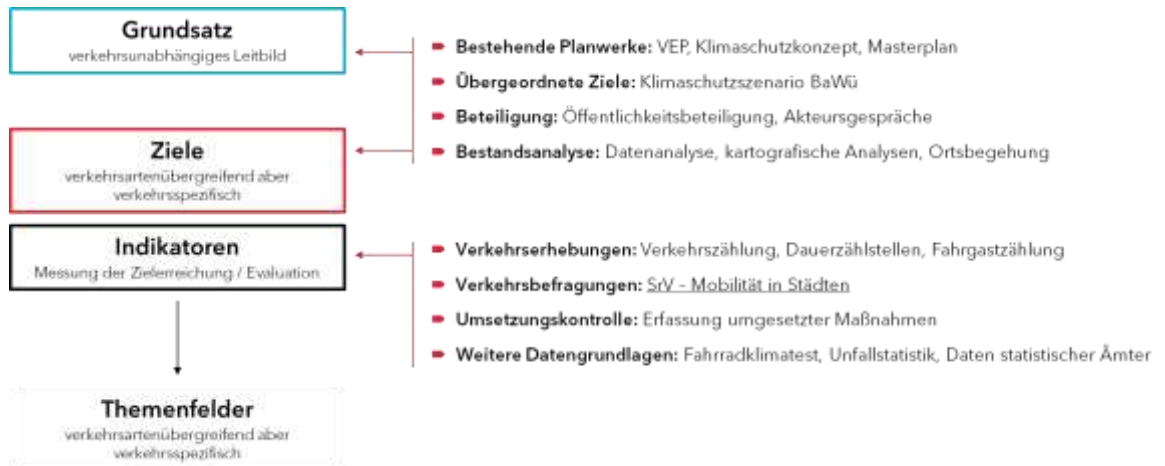 Grundsatz
verkehrsunabhängiges Leitbild
Bestehende Planwerke: VEP, Klimaschutzkonzept, Masterplan
Übergeordnete Ziele: Klimaschutzszenario BaWü
Beteiligung: Öffentlichkeitsbeteiligung, Akteursgespräche
Bestandsanalyse: Datenanalyse, kartografische Analysen, Ortsbegehung
Ziele
verkehrsartenübergreifend aber
verkehrsspezifisch
Indikatoren
Messung der Zielerreichung / Evaluation
Verkehrserhebungen: Verkehrszählung, Dauerzählstellen, Fahrgastzählung
Verkehrsbefragungen: SrV – Mobilität in Städten
Umsetzungskontrolle: Erfassung umgesetzter Maßnahmen
Weitere Datengrundlagen: Fahrradklimatest, Unfallstatistik, Daten statistischer Ämter
Themenfelder
verkehrsartenübergreifend aber
verkehrsspezifisch